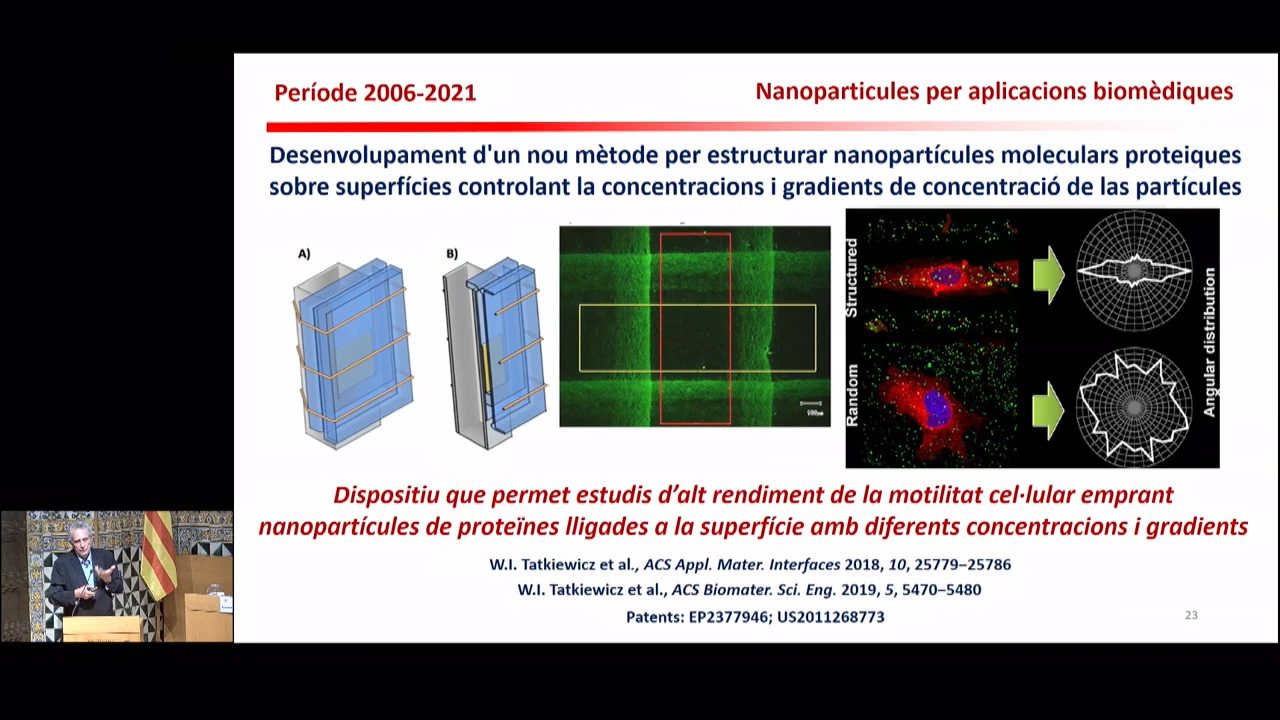 Període 2006-2021
Nanoparticules per aplicacions biomèdiques
Desenvolupament d'un nou mètode per estructurar nanopartícules moleculars proteiques
sobre superfícies controlant la concentracions i gradients de concentració de las partícules
A)
B)
100µm
Structured
Random
Angular distribution
Dispositiu que permet estudis d'alt rendiment de la motilitat cel·lular emprant
nanopartícules de proteïnes lligades a la superfície amb diferents concentracions i gradients
W.I. Tatkiewicz et al., ACS Appl. Mater. Interfaces 2018, 10, 25779–25786
W.I. Tatkiewicz et al., ACS Biomater. Sci. Eng. 2019, 5, 5470–5480
Patents: EP2377946; US2011268773
23